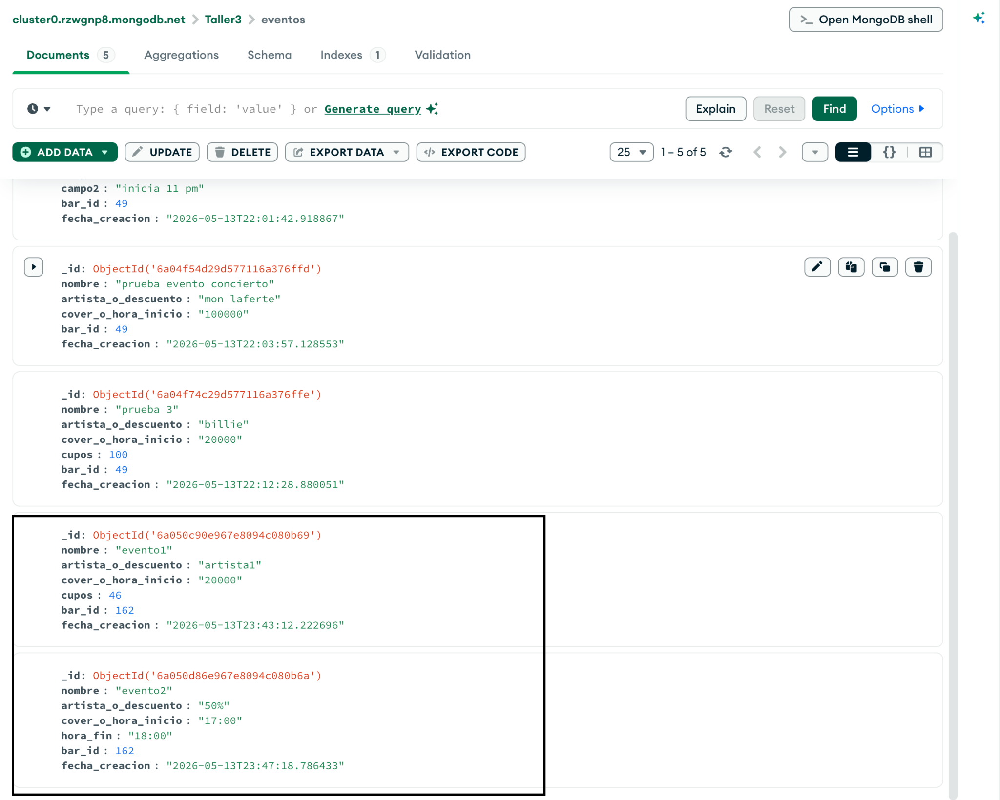 cluster0.rzwgnp8.mongodb.net > Taller3 > eventos
>_ Open MongoDB shell
Documents 5 Aggregations Schema Indexes 1 Validation
Type a query: { field: 'value' } or Generate query
Explain Reset Find Options
ADD DATA UPDATE DELETE EXPORT DATA EXPORT CODE
25 1 – 5 of 5 {}
campo2 : "inicia 11 pm"
bar_id : 49
fecha_creacion : "2026-05-13T22:01:42.918867"
_id: ObjectId('6a04f54d29d577116a376ffd')
nombre : "prueba evento concierto"
artista_o_descuento : "mon laferte"
cover_o_hora_inicio : "100000"
bar_id : 49
fecha_creacion : "2026-05-13T22:03:57.128553"
_id: ObjectId('6a04f74c29d577116a376ffe')
nombre : "prueba 3"
artista_o_descuento : "billie"
cover_o_hora_inicio : "20000"
cupos : 100
bar_id : 49
fecha_creacion : "2026-05-13T22:12:28.880051"
_id: ObjectId('6a050c90e967e8094c080b69')
nombre : "evento1"
artista_o_descuento : "artista1"
cover_o_hora_inicio : "20000"
cupos : 46
bar_id : 162
fecha_creacion : "2026-05-13T23:43:12.222696"
_id: ObjectId('6a050d86e967e8094c080b6a')
nombre : "evento2"
artista_o_descuento : "50%"
cover_o_hora_inicio : "17:00"
hora_fin : "18:00"
bar_id : 162
fecha_creacion : "2026-05-13T23:47:18.786433"